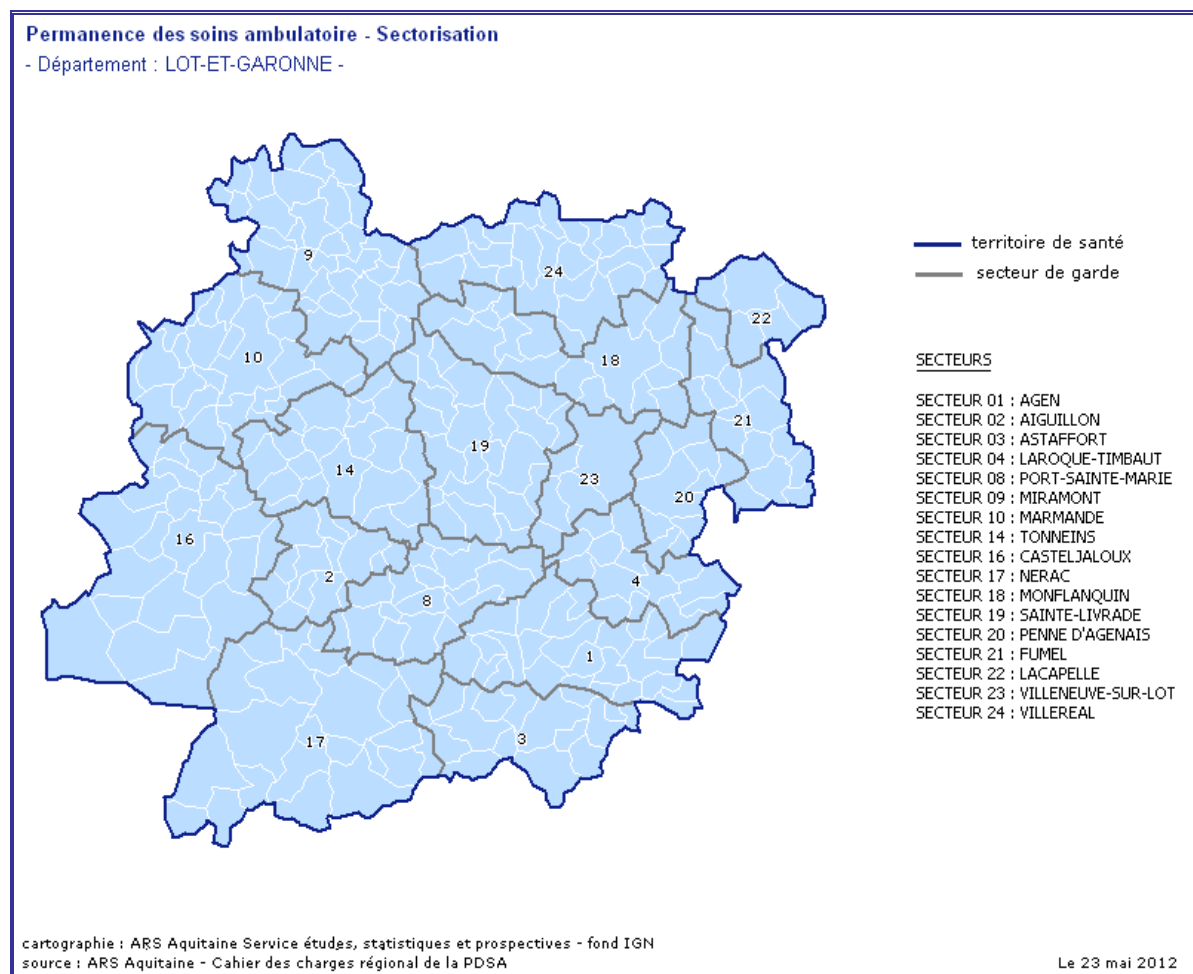 Permanence des soins ambulatoire - Sectorisation
- Département : LOT-ET-GARONNE -
9
24
22
10
18
21
19
14
23
20
16
2
4
8
1
3
17
territoire de santé
secteur de garde
SECTEURS
SECTEUR 01 : AGEN
SECTEUR 02 : AIGUILLON
SECTEUR 03 : ASTAFFORT
SECTEUR 04 : LAROQUE-TIMBAUT
SECTEUR 08 : PORT-SAINTE-MARIE
SECTEUR 09 : MIRAMONT
SECTEUR 10 : MARMANDE
SECTEUR 14 : TONNEINS
SECTEUR 16 : CASTELJALOUX
SECTEUR 17 : NERAC
SECTEUR 18 : MONFLANQUIN
SECTEUR 19 : SAINTE-LIVRADE
SECTEUR 20 : PENNE D'AGENAIS
SECTEUR 21 : FUMEL
SECTEUR 22 : LACAPELLE
SECTEUR 23 : VILLENEUVE-SUR-LOT
SECTEUR 24 : VILLEREAL
cartographie : ARS Aquitaine Service études, statistiques et prospectives - fond IGN
source : ARS Aquitaine - Cahier des charges régional de la PDSA
Le 23 mai 2012